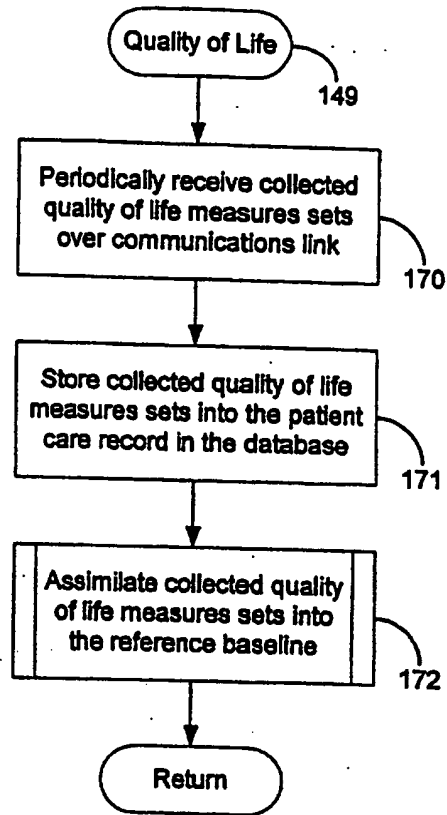 Quality of Life
149
Periodically receive collected
quality of life measures sets
over communications link
170
Store collected quality of life
measures sets into the patient
care record in the database
171
Assimilate collected quality
of life measures sets into
the reference baseline
172
Return